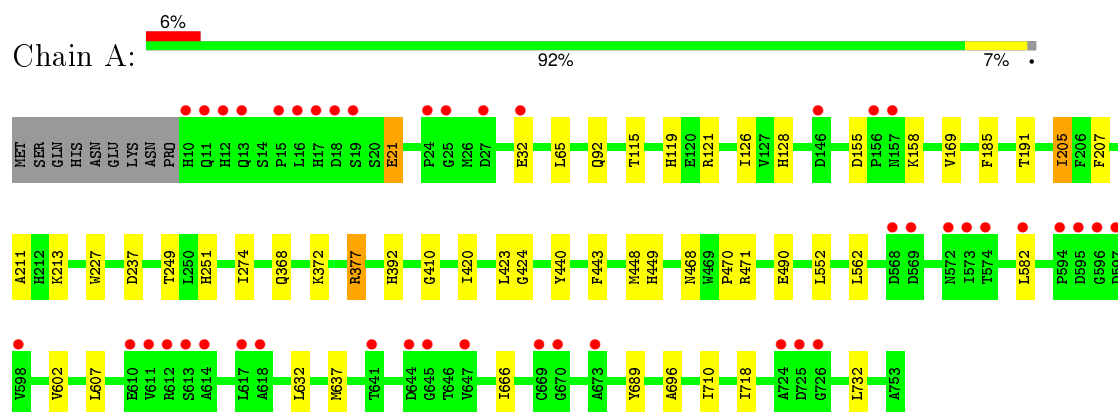 6%
Chain A:
92%
7%
MET SER GLN HIS ASN GLU LYS ASN PRO H10 Q11 H12 Q13 S14 P15 L16 H17 D18 S19 S20 E21 P24 G25 M26 D27 E32 L65 Q92 T115 H119 E120 R121 I126 V127 H128 D146 D155 P156 N157 K158 V169 F185 T191 I205 F206 F207
A211 H212 K213 W227 D237 T249 L250 H251 I274 Q368 K372 R377 H392 G410 I420 L423 G424 Y440 F443 M448 H449 N468 W469 P470 R471 E490 L552 L562 D568 D569 N572 I573 T574 L582 P594 D595 G596 D597
V598 V602 L607 E610 V611 R612 S613 A614 L617 A618 L632 M637 T641 D644 G645 T646 V647 I666 C669 G670 A673 Y689 A696 I710 I718 A724 D725 G726 L732 A753